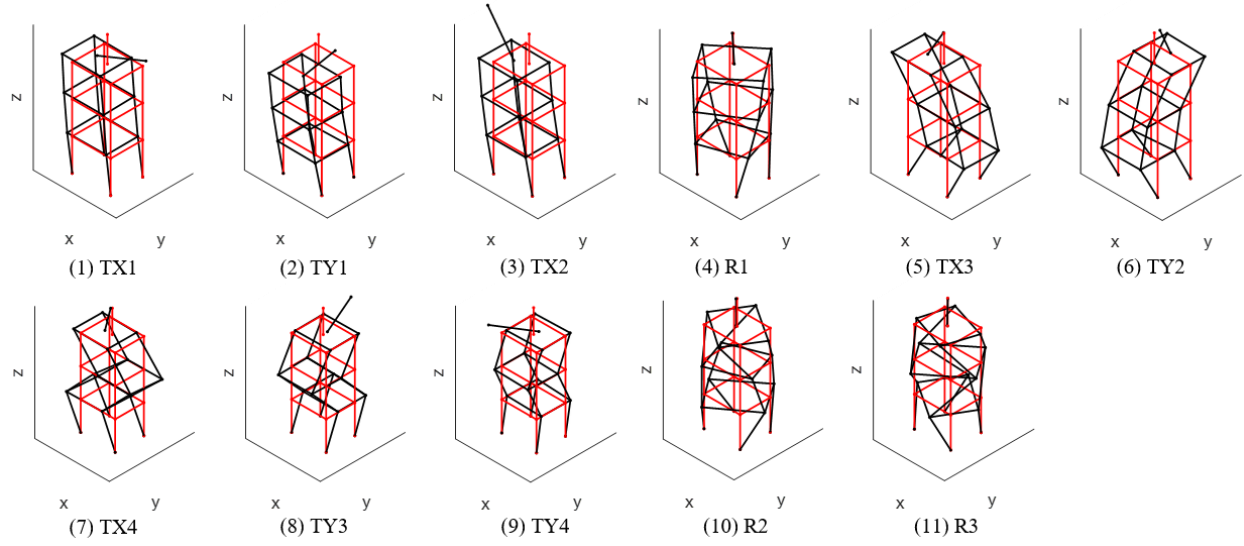 z x y
z x y
z x y
z x y
z x y
z x y
(1) TX1 (2) TY1 (3) TX2 (4) R1 (5) TX3 (6) TY2
z x y
z x y
z x y
z x y
z x y
(7) TX4 (8) TY3 (9) TY4 (10) R2 (11) R3